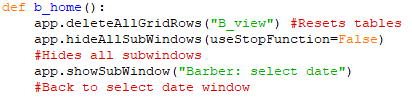 def b_home():
    app.deleteAllGridRows("B_view") #Resets tables
    app.hideAllSubWindows(useStopFunction=False)
    #Hides all subwindows
    app.showSubWindow("Barber: select date")
    #Back to select date window